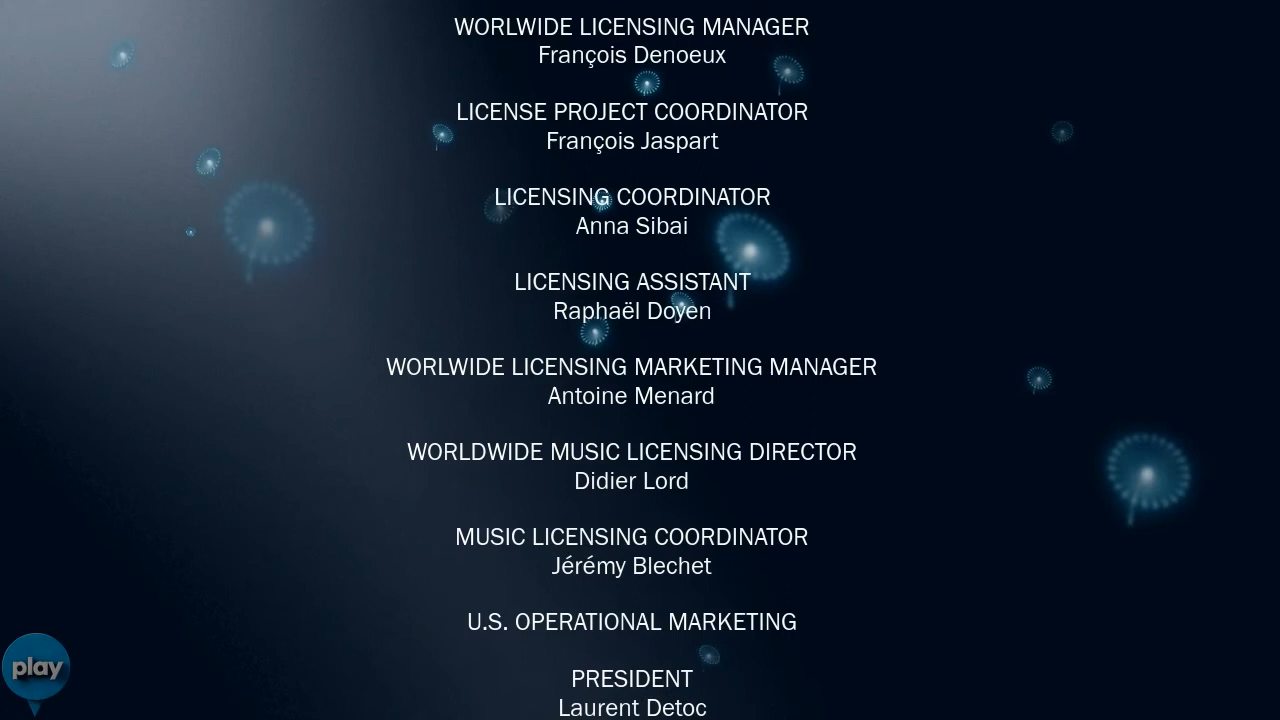 WORLWIDE LICENSING MANAGER
François Denoeux
LICENSE PROJECT COORDINATOR
François Jaspart
LICENSING COORDINATOR
Anna Sibai
LICENSING ASSISTANT
Raphaël Doyen
WORLWIDE LICENSING MARKETING MANAGER
Antoine Menard
WORLDWIDE MUSIC LICENSING DIRECTOR
Didier Lord
MUSIC LICENSING COORDINATOR
Jérémy Blechet
U.S. OPERATIONAL MARKETING
play
PRESIDENT
Laurent Detoc